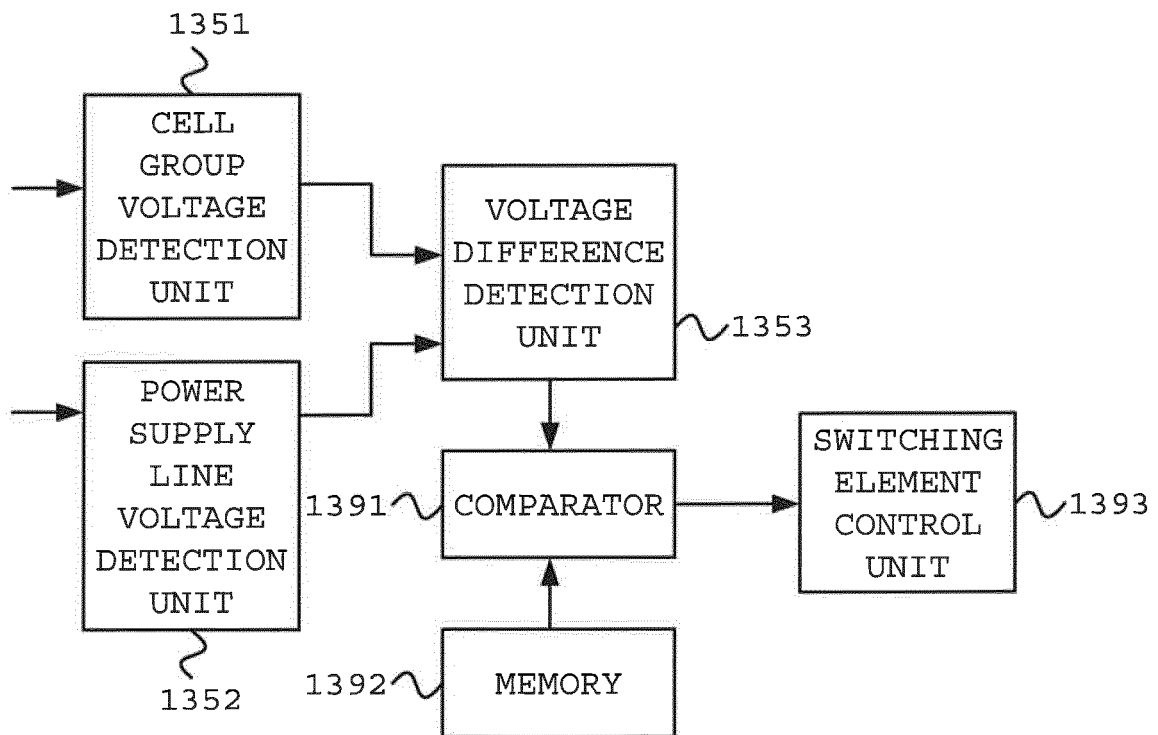 1351
CELL
GROUP
VOLTAGE
DETECTION
UNIT
VOLTAGE
DIFFERENCE
DETECTION
UNIT
1353
POWER
SUPPLY
LINE
VOLTAGE
DETECTION
UNIT
1352
1391
COMPARATOR
SWITCHING
ELEMENT
CONTROL
UNIT
1393
1392
MEMORY